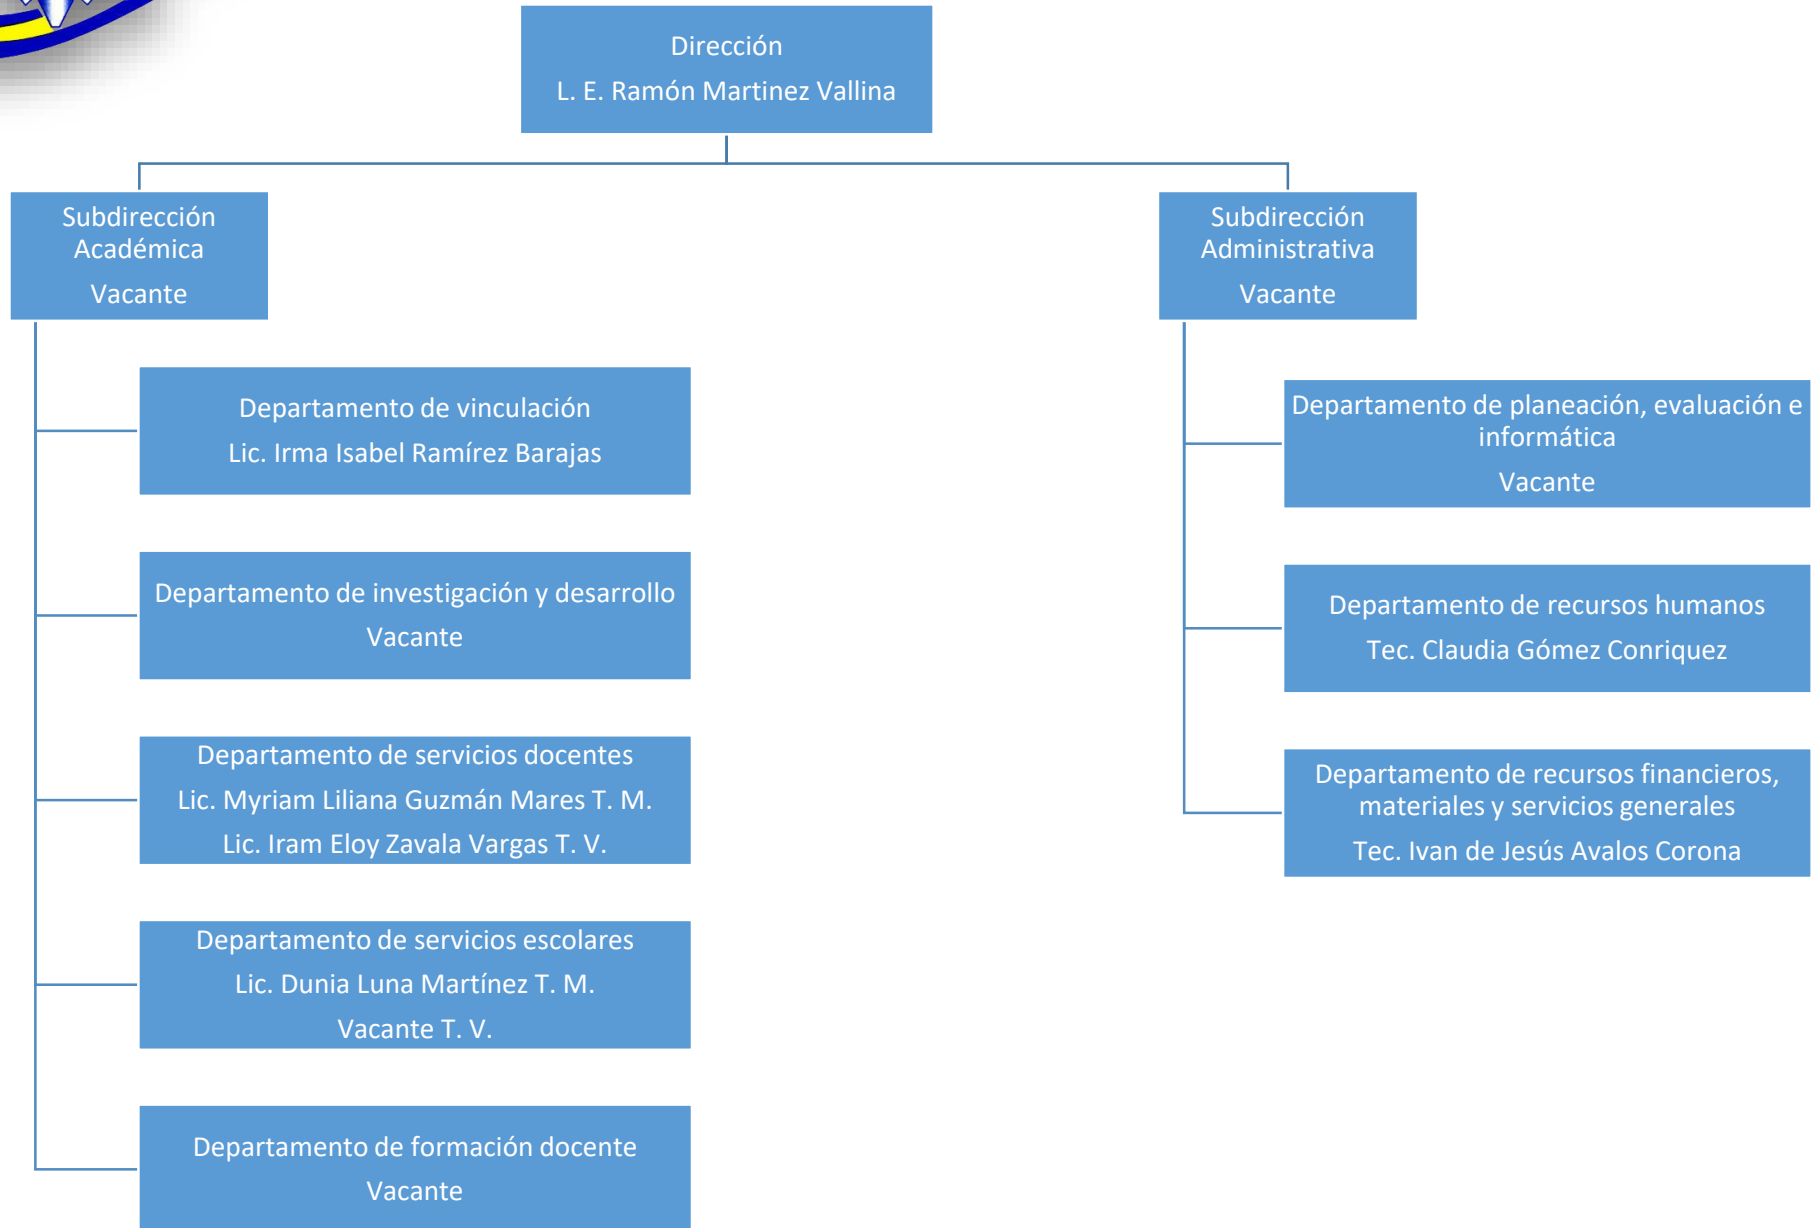 Dirección
L. E. Ramón Martinez Vallina
Subdirección
Académica
Vacante
Subdirección
Administrativa
Vacante
Departamento de vinculación
Lic. Irma Isabel Ramírez Barajas
Departamento de investigación y desarrollo
Vacante
Departamento de servicios docentes
Lic. Myriam Liliana Guzmán Mares T. M.
Lic. Iram Eloy Zavala Vargas T. V.
Departamento de servicios escolares
Lic. Dunia Luna Martínez T. M.
Vacante T. V.
Departamento de formación docente
Vacante
Departamento de planeación, evaluación e
informática
Vacante
Departamento de recursos humanos
Tec. Claudia Gómez Conriquez
Departamento de recursos financieros,
materiales y servicios generales
Tec. Ivan de Jesús Avalos Corona